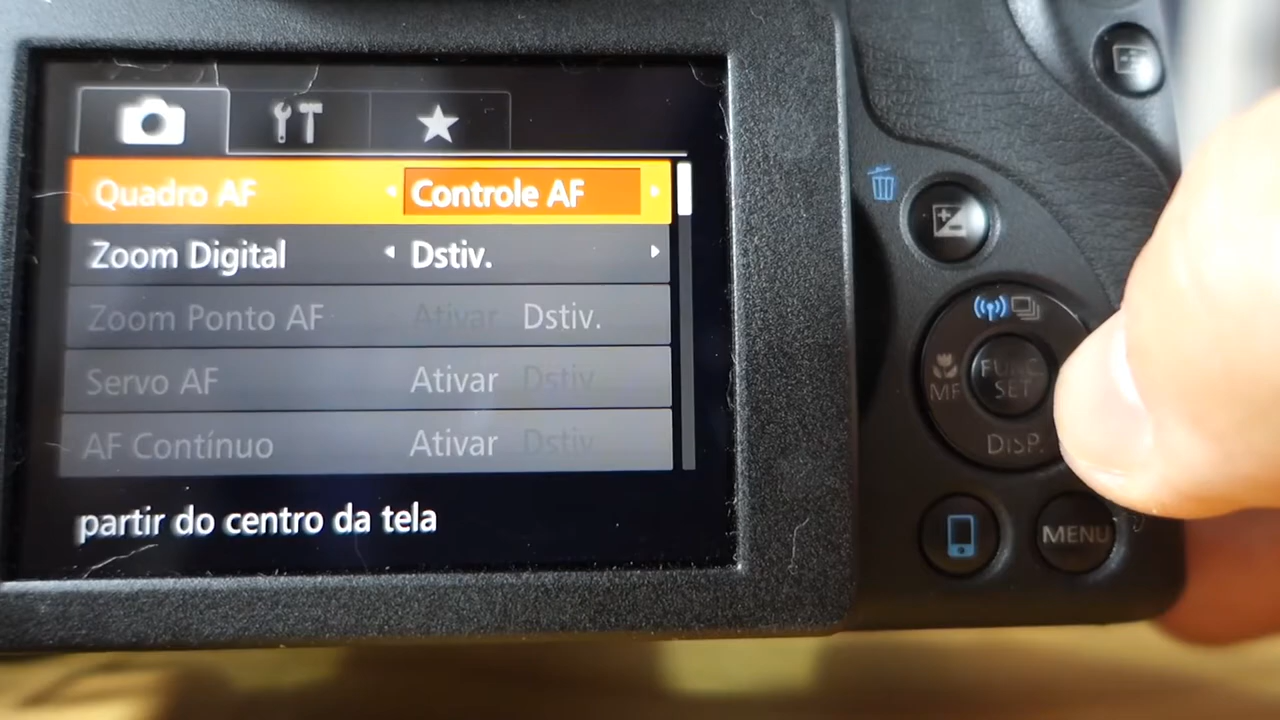 Quadro AF Controle AF
Zoom Digital Dstiv.
Zoom Ponto AF Ativar Dstiv.
Servo AF Ativar Dstiv
AF Contínuo Ativar Dstiv
partir do centro da tela
MF
FUNC.
SET
DISP.
MENU